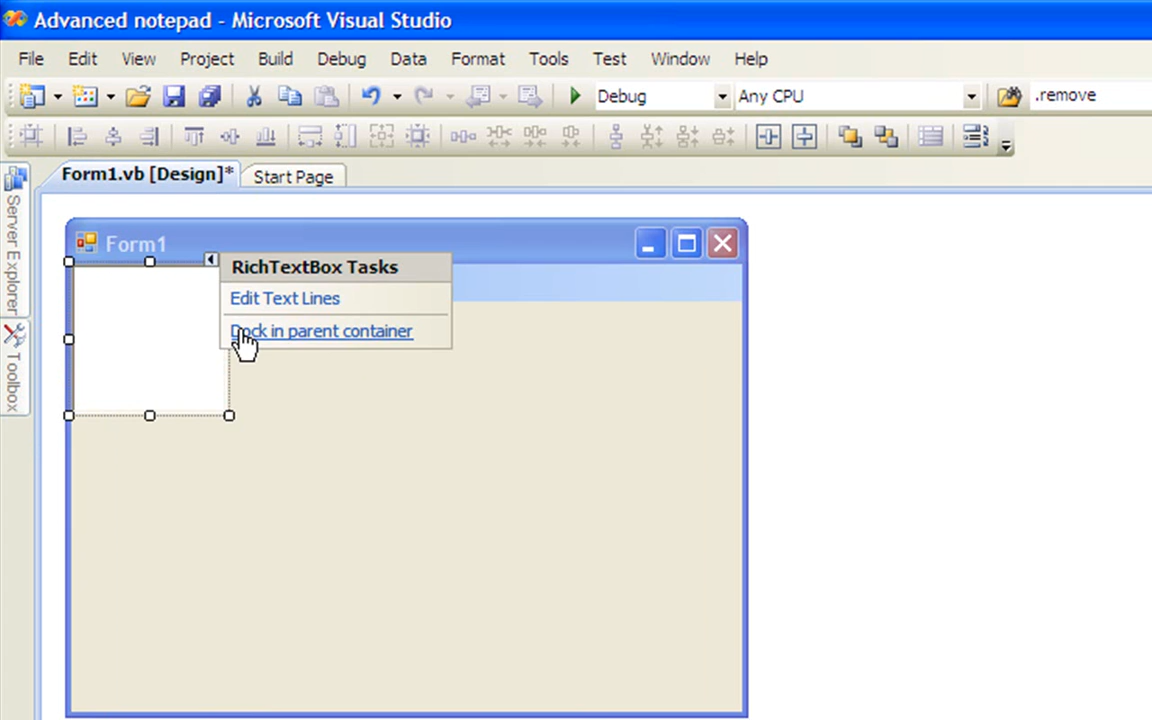 Advanced notepad - Microsoft Visual Studio
File Edit View Project Build Debug Data Format Tools Test Window Help
Debug Any CPU .remove
Form1.vb [Design]* Start Page
Server Explorer
Toolbox
Form1
RichTextBox Tasks
Edit Text Lines
Dock in parent container